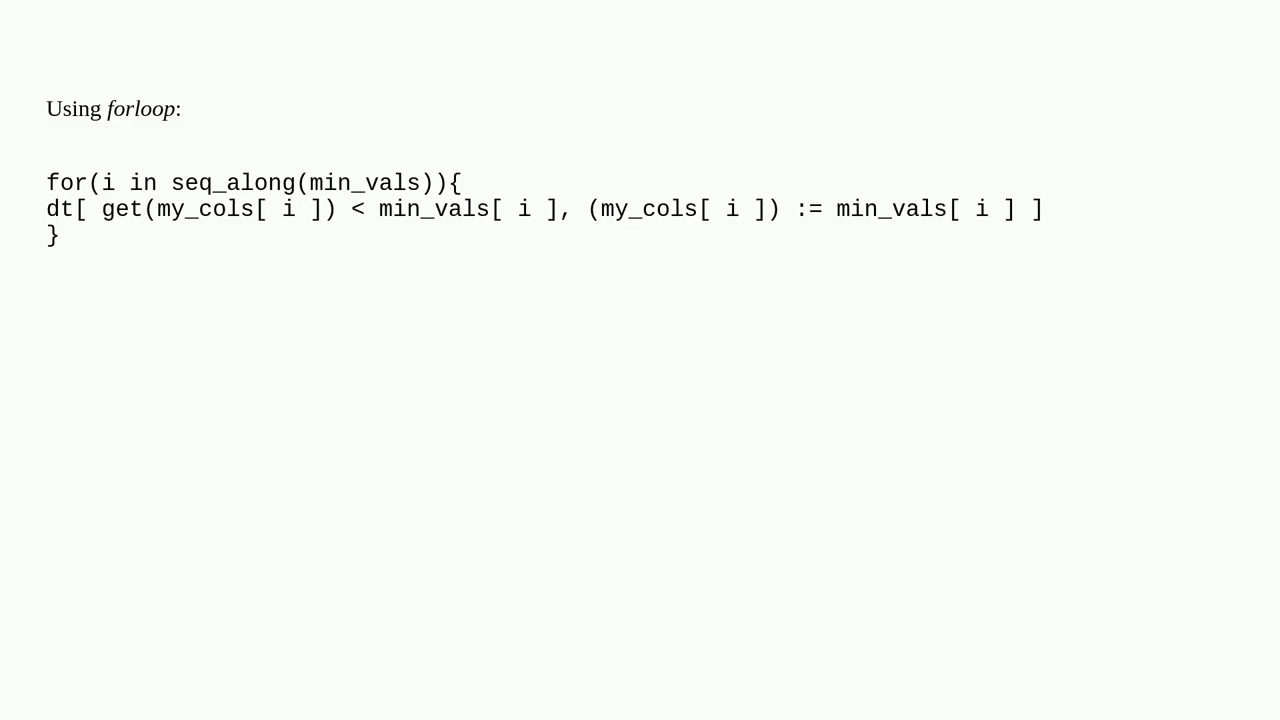 Using forloop:
for(i in seq_along(min_vals)){
dt[ get(my_cols[ i ]) < min_vals[ i ], (my_cols[ i ]) := min_vals[ i ] ]
}